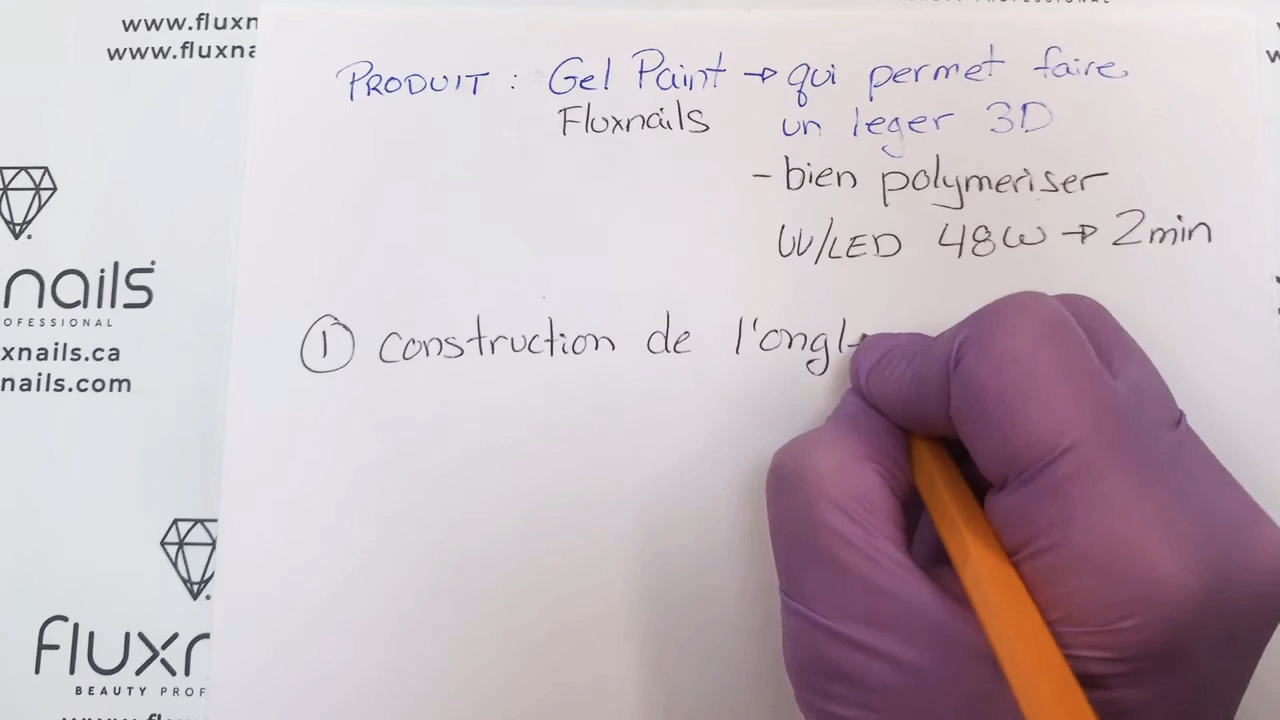 www.fluxn
www.fluxna
PRODUIT : Gel Paint → qui permet faire
Fluxnails un leger 3D
- bien polymeriser
UV/LED 48W → 2min
① construction de l'ongl
nails
OFESSIONAL
xnails.ca
nails.com
fluxn
BEAUTY PROF